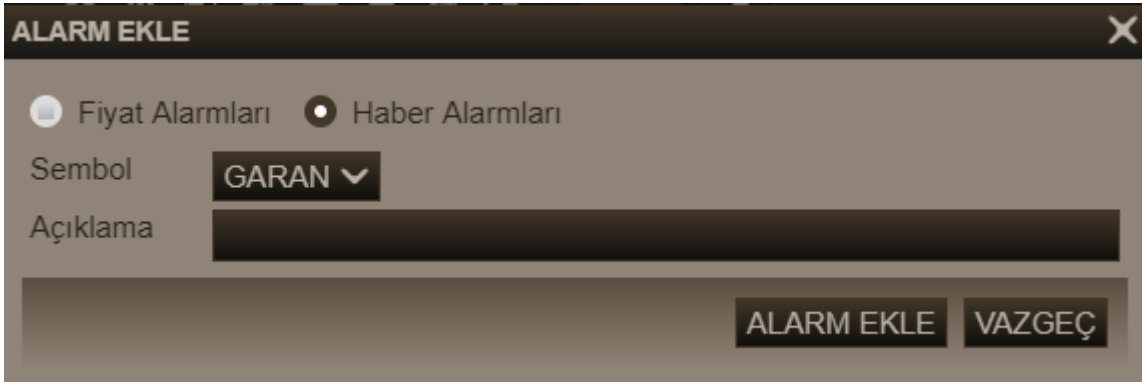 ALARM EKLE
Fiyat Alarmları Haber Alarmları
Sembol GARAN
Açıklama
ALARM EKLE VAZGEÇ